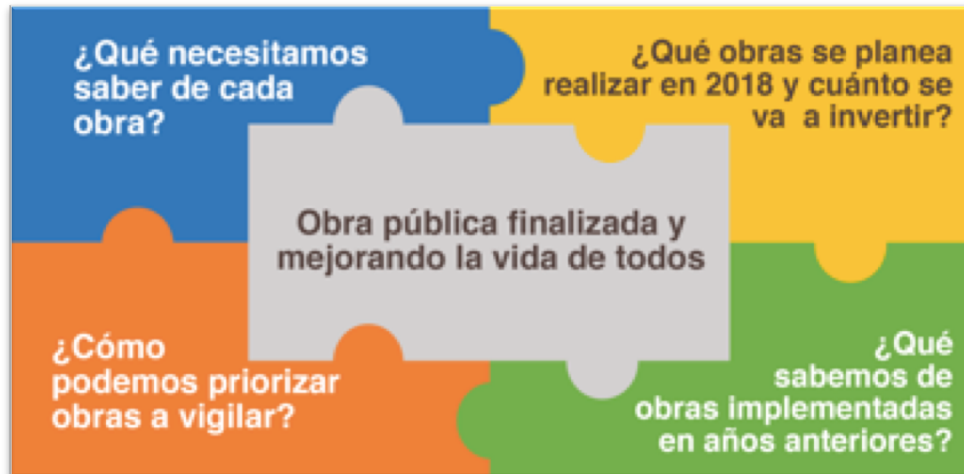 ¿Qué necesitamos
saber de cada
obra?
¿Qué obras se planea
realizar en 2018 y cuánto se
va a invertir?
Obra pública finalizada y
mejorando la vida de todos
¿Cómo
podemos priorizar
obras a vigilar?
¿Qué
sabemos de
obras implementadas
en años anteriores?